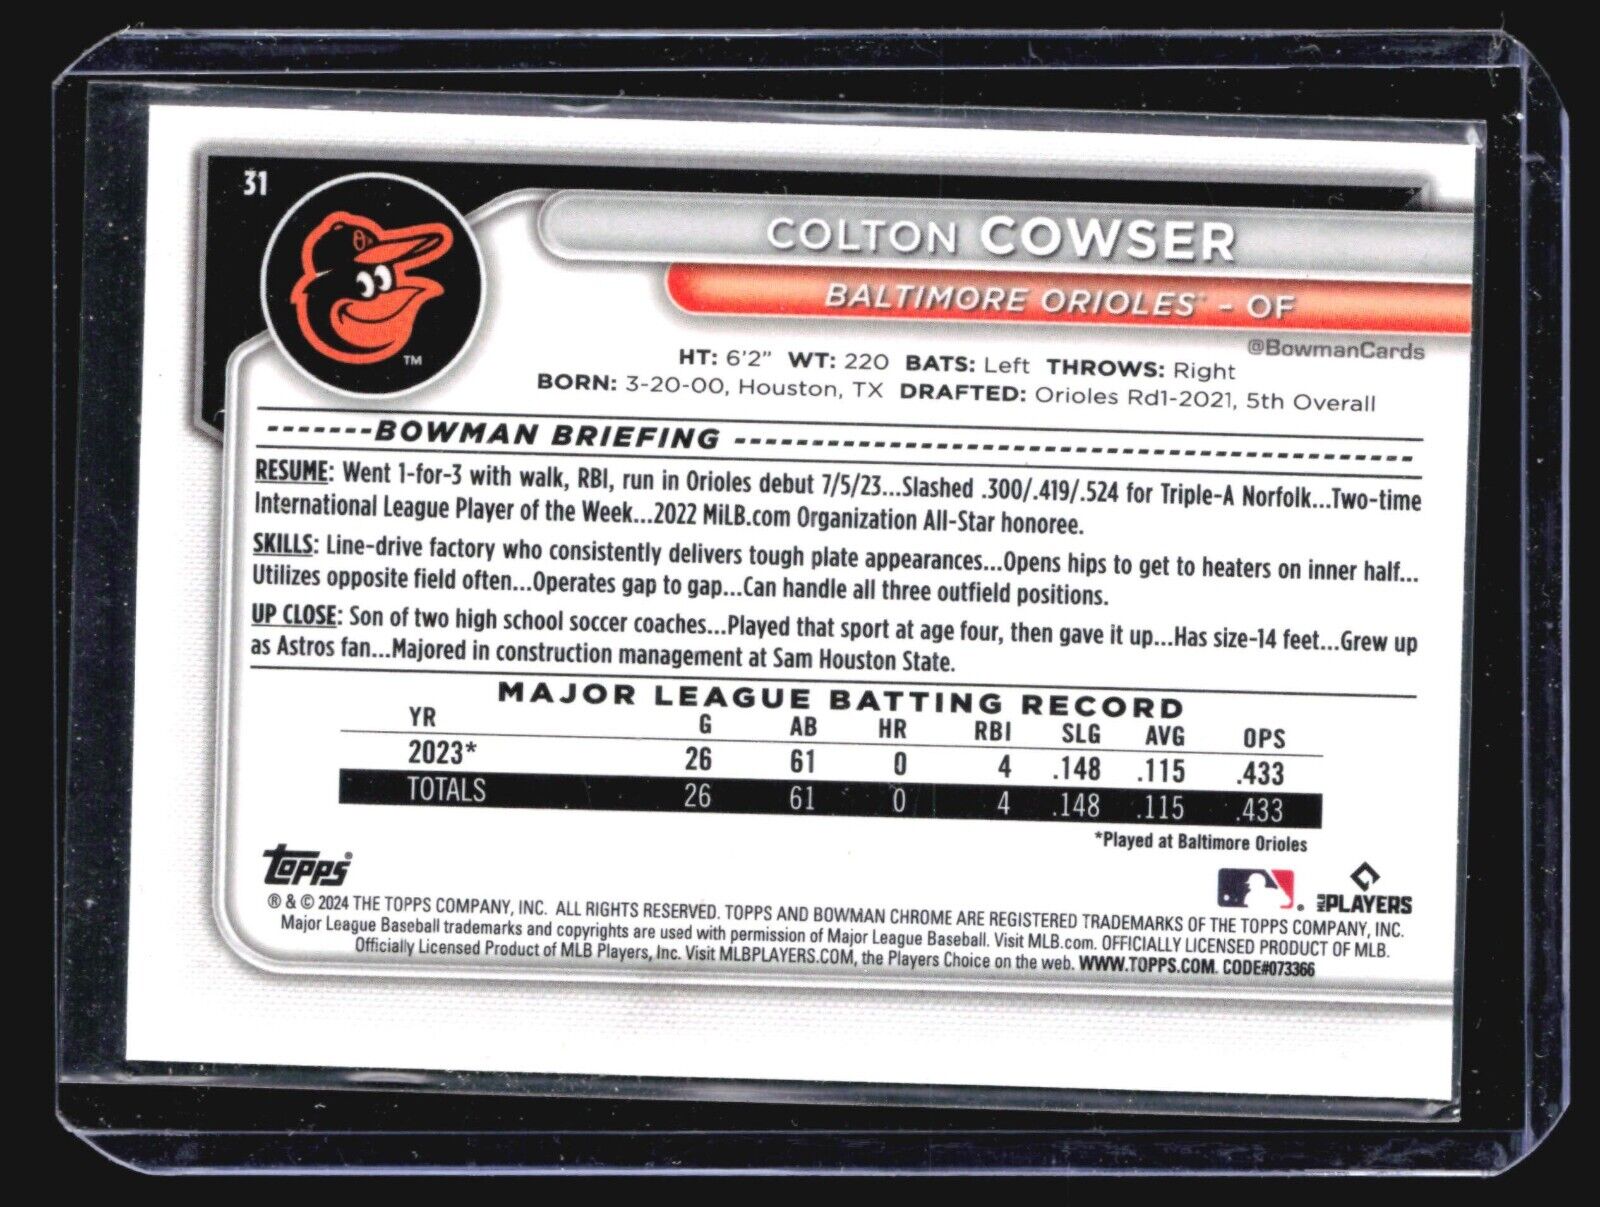 31
COLTON COWSER
BALTIMORE ORIOLES - OF
@BowmanCards
TM
HT: 6'2" WT: 220 BATS: Left THROWS: Right
BORN: 3-20-00, Houston, TX DRAFTED: Orioles Rd1-2021, 5th Overall
BOWMAN BRIEFING
RESUME: Went 1-for-3 with walk, RBI, run in Orioles debut 7/5/23...Slashed .300/.419/.524 for Triple-A Norfolk...Two-time
International League Player of the Week...2022 MiLB.com Organization All-Star honoree.
SKILLS: Line-drive factory who consistently delivers tough plate appearances...Opens hips to get to heaters on inner half...
Utilizes opposite field often...Operates gap to gap...Can handle all three outfield positions.
UP CLOSE: Son of two high school soccer coaches...Played that sport at age four, then gave it up...Has size-14 feet...Grew up
as Astros fan...Majored in construction management at Sam Houston State.
MAJOR LEAGUE BATTING RECORD
YR G AB HR RBI SLG AVG OPS
2023* 26 61 0 4 .148 .115 .433
TOTALS 26 61 0 4 .148 .115 .433
*Played at Baltimore Orioles
topps®
MLB PLAYERS
® & © 2024 THE TOPPS COMPANY, INC. ALL RIGHTS RESERVED. TOPPS AND BOWMAN CHROME ARE REGISTERED TRADEMARKS OF THE TOPPS COMPANY, INC.
Major League Baseball trademarks and copyrights are used with permission of Major League Baseball. Visit MLB.com. OFFICIALLY LICENSED PRODUCT OF MLB.
Officially Licensed Product of MLB Players, Inc. Visit MLBPLAYERS.COM, the Players Choice on the web. WWW.TOPPS.COM. CODE#073366